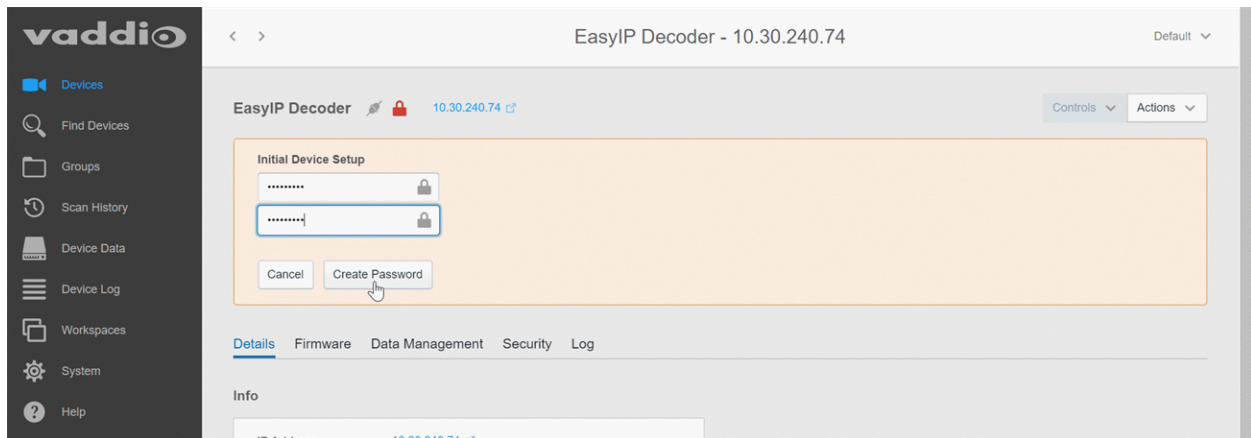 vaddio
EasyIP Decoder - 10.30.240.74
Default
Devices
Find Devices
Groups
Scan History
Device Data
Device Log
Workspaces
System
Help
EasyIP Decoder 10.30.240.74
Controls
Actions
Initial Device Setup
•••••••••
•••••••••
Cancel
Create Password
Details Firmware Data Management Security Log
Info